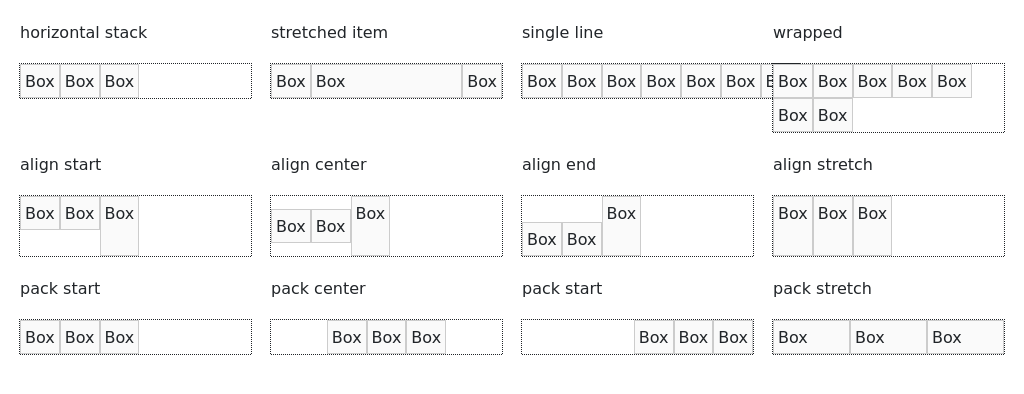 horizontal stack stretched item single line wrapped
Box Box Box Box Box Box Box Box Box Box Box Box Box Box Box Box Box Box
Box Box
align start align center align end align stretch
Box Box Box Box Box Box Box Box Box Box Box Box
pack start pack center pack start pack stretch
Box Box Box Box Box Box Box Box Box Box Box Box